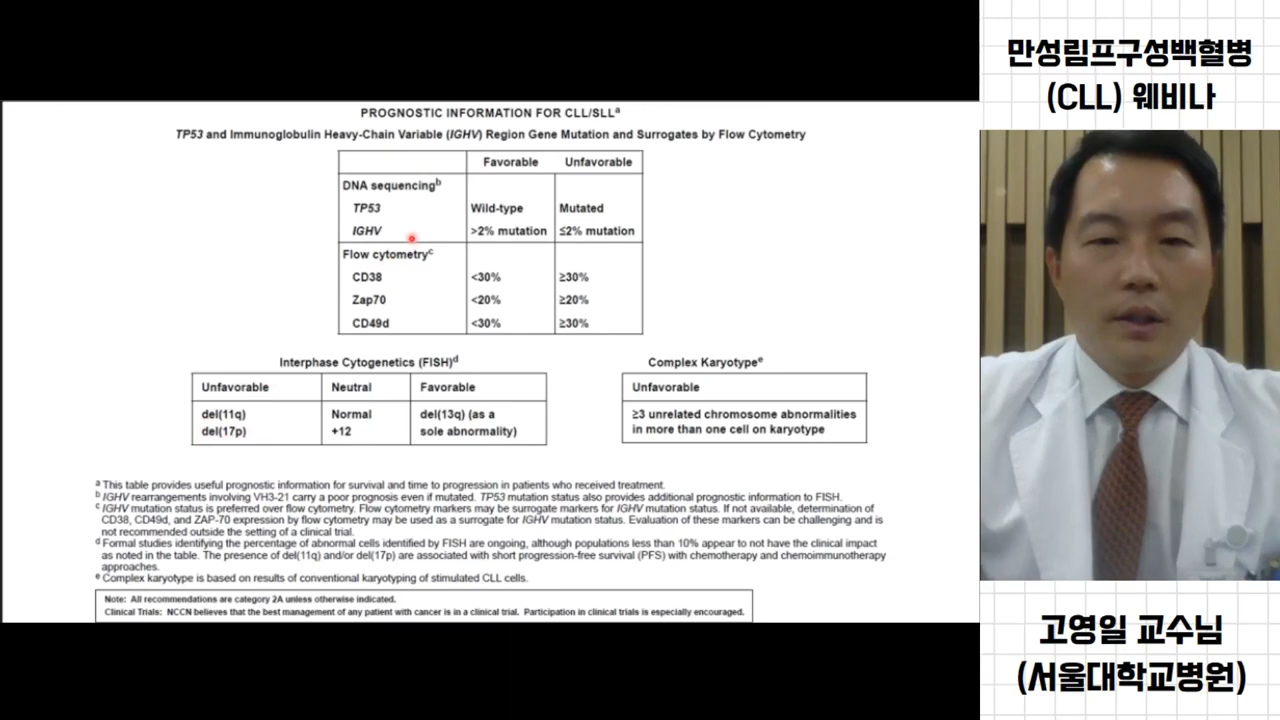 PROGNOSTIC INFORMATION FOR CLL/SLLa
TP53 and Immunoglobulin Heavy-Chain Variable (IGHV) Region Gene Mutation and Surrogates by Flow Cytometry
Favorable Unfavorable
DNA sequencingb
TP53 Wild-type Mutated
IGHV >2% mutation ≤2% mutation
Flow cytometryc
CD38 <30% ≥30%
Zap70 <20% ≥20%
CD49d <30% ≥30%
Interphase Cytogenetics (FISH)d
Unfavorable Neutral Favorable
del(11q) Normal del(13q) (as a
del(17p) +12 sole abnormality)
Complex Karyotypee
Unfavorable
≥3 unrelated chromosome abnormalities
in more than one cell on karyotype
a This table provides useful prognostic information for survival and time to progression in patients who received treatment.
b IGHV rearrangements involving VH3-21 carry a poor prognosis even if mutated. TP53 mutation status also provides additional prognostic information to FISH.
c IGHV mutation status is preferred over flow cytometry. Flow cytometry markers may be surrogate markers for IGHV mutation status. If not available, determination of
CD38, CD49d, and ZAP-70 expression by flow cytometry may be used as a surrogate for IGHV mutation status. Evaluation of these markers can be challenging and is
not recommended outside the setting of a clinical trial.
d Formal studies identifying the percentage of abnormal cells identified by FISH are ongoing, although populations less than 10% appear to not have the clinical impact
as noted in the table. The presence of del(11q) and/or del(17p) are associated with short progression-free survival (PFS) with chemotherapy and chemoimmunotherapy
approaches.
e Complex karyotype is based on results of conventional karyotyping of stimulated CLL cells.
Note: All recommendations are category 2A unless otherwise indicated.
Clinical Trials: NCCN believes that the best management of any patient with cancer is in a clinical trial. Participation in clinical trials is especially encouraged.
만성림프구성백혈병
(CLL) 웨비나
고영일 교수님
(서울대학교병원)